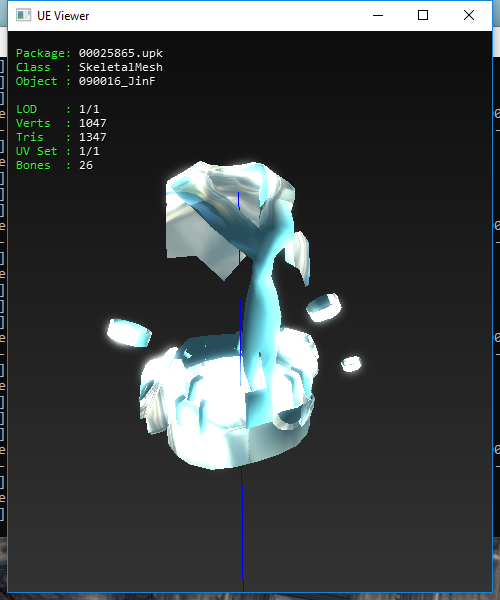 UE Viewer
Package: 00025865.upk
Class  : SkeletalMesh
Object : 090016_JinF
LOD    : 1/1
Verts  : 1047
Tris   : 1347
UV Set : 1/1
Bones  : 26